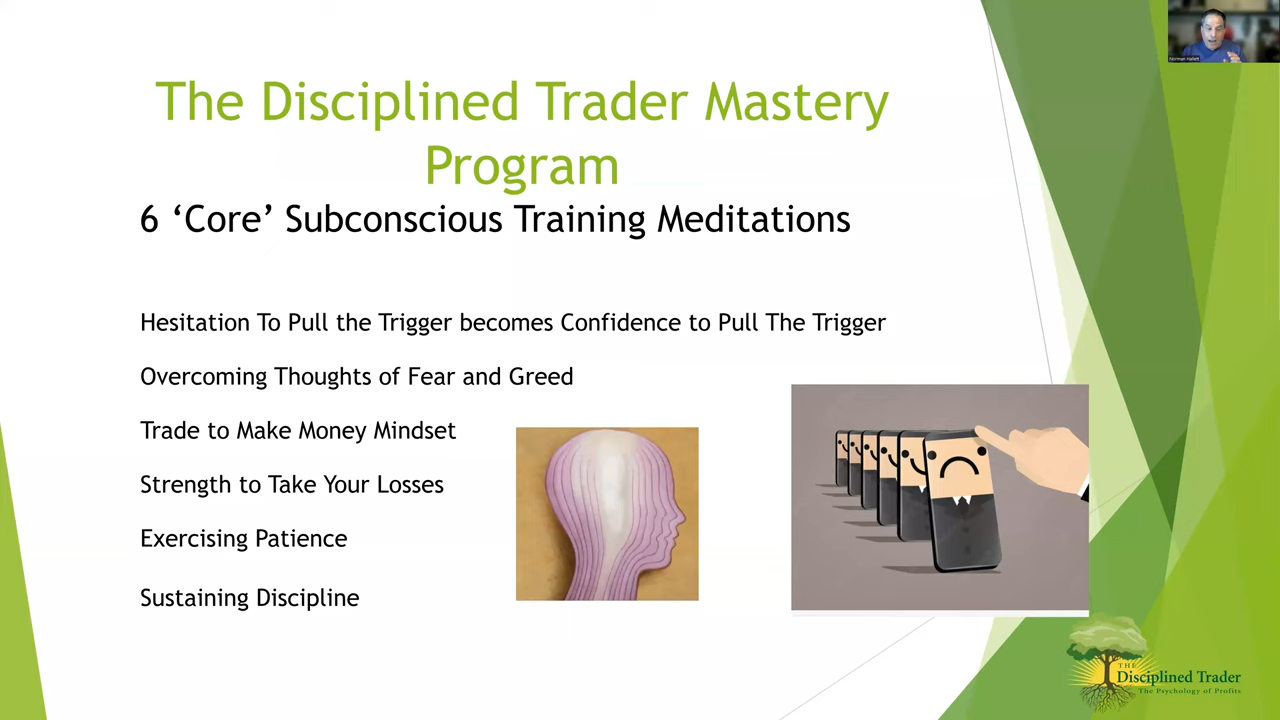 Norman Hallett
The Disciplined Trader Mastery
Program
6 ‘Core’ Subconscious Training Meditations
Hesitation To Pull the Trigger becomes Confidence to Pull The Trigger
Overcoming Thoughts of Fear and Greed
Trade to Make Money Mindset
Strength to Take Your Losses
Exercising Patience
Sustaining Discipline
THE
Disciplined Trader
The Psychology of Profits